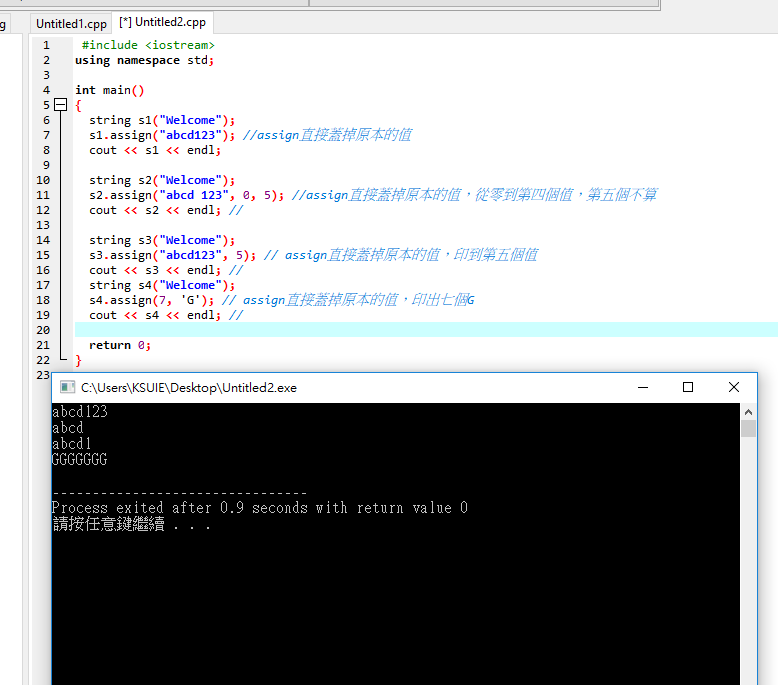 g
Untitled1.cpp
[*] Untitled2.cpp
1 #include <iostream>
2 using namespace std;
3
4 int main()
5 {
6 string s1("Welcome");
7 s1.assign("abcd123"); //assign直接蓋掉原本的值
8 cout << s1 << endl;
9
10 string s2("Welcome");
11 s2.assign("abcd 123", 0, 5); //assign直接蓋掉原本的值，從零到第四個值，第五個不算
12 cout << s2 << endl; //
13
14 string s3("Welcome");
15 s3.assign("abcd123", 5); // assign直接蓋掉原本的值，印到第五個值
16 cout << s3 << endl; //
17 string s4("Welcome");
18 s4.assign(7, 'G'); // assign直接蓋掉原本的值，印出七個G
19 cout << s4 << endl; //
20
21 return 0;
22 }
23
C:\Users\KSUIE\Desktop\Untitled2.exe
abcd123
abcd
abcd1
GGGGGGG
--------------------------------
Process exited after 0.9 seconds with return value 0
請按任意鍵繼續 . . .